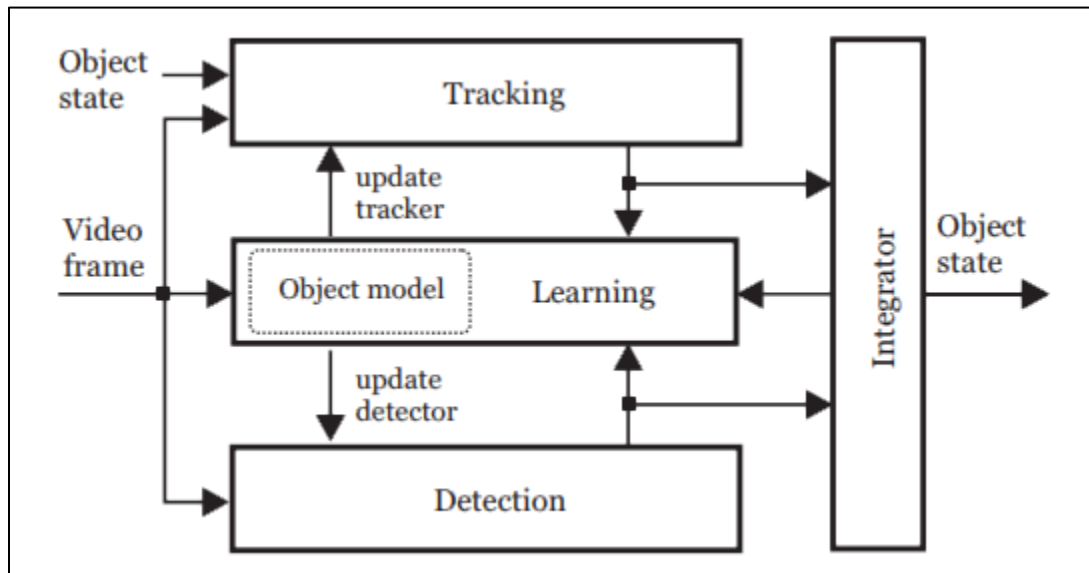 Object
state
Tracking
update
tracker
Video
frame
Object model
Learning
Object
state
Integrator
update
detector
Detection